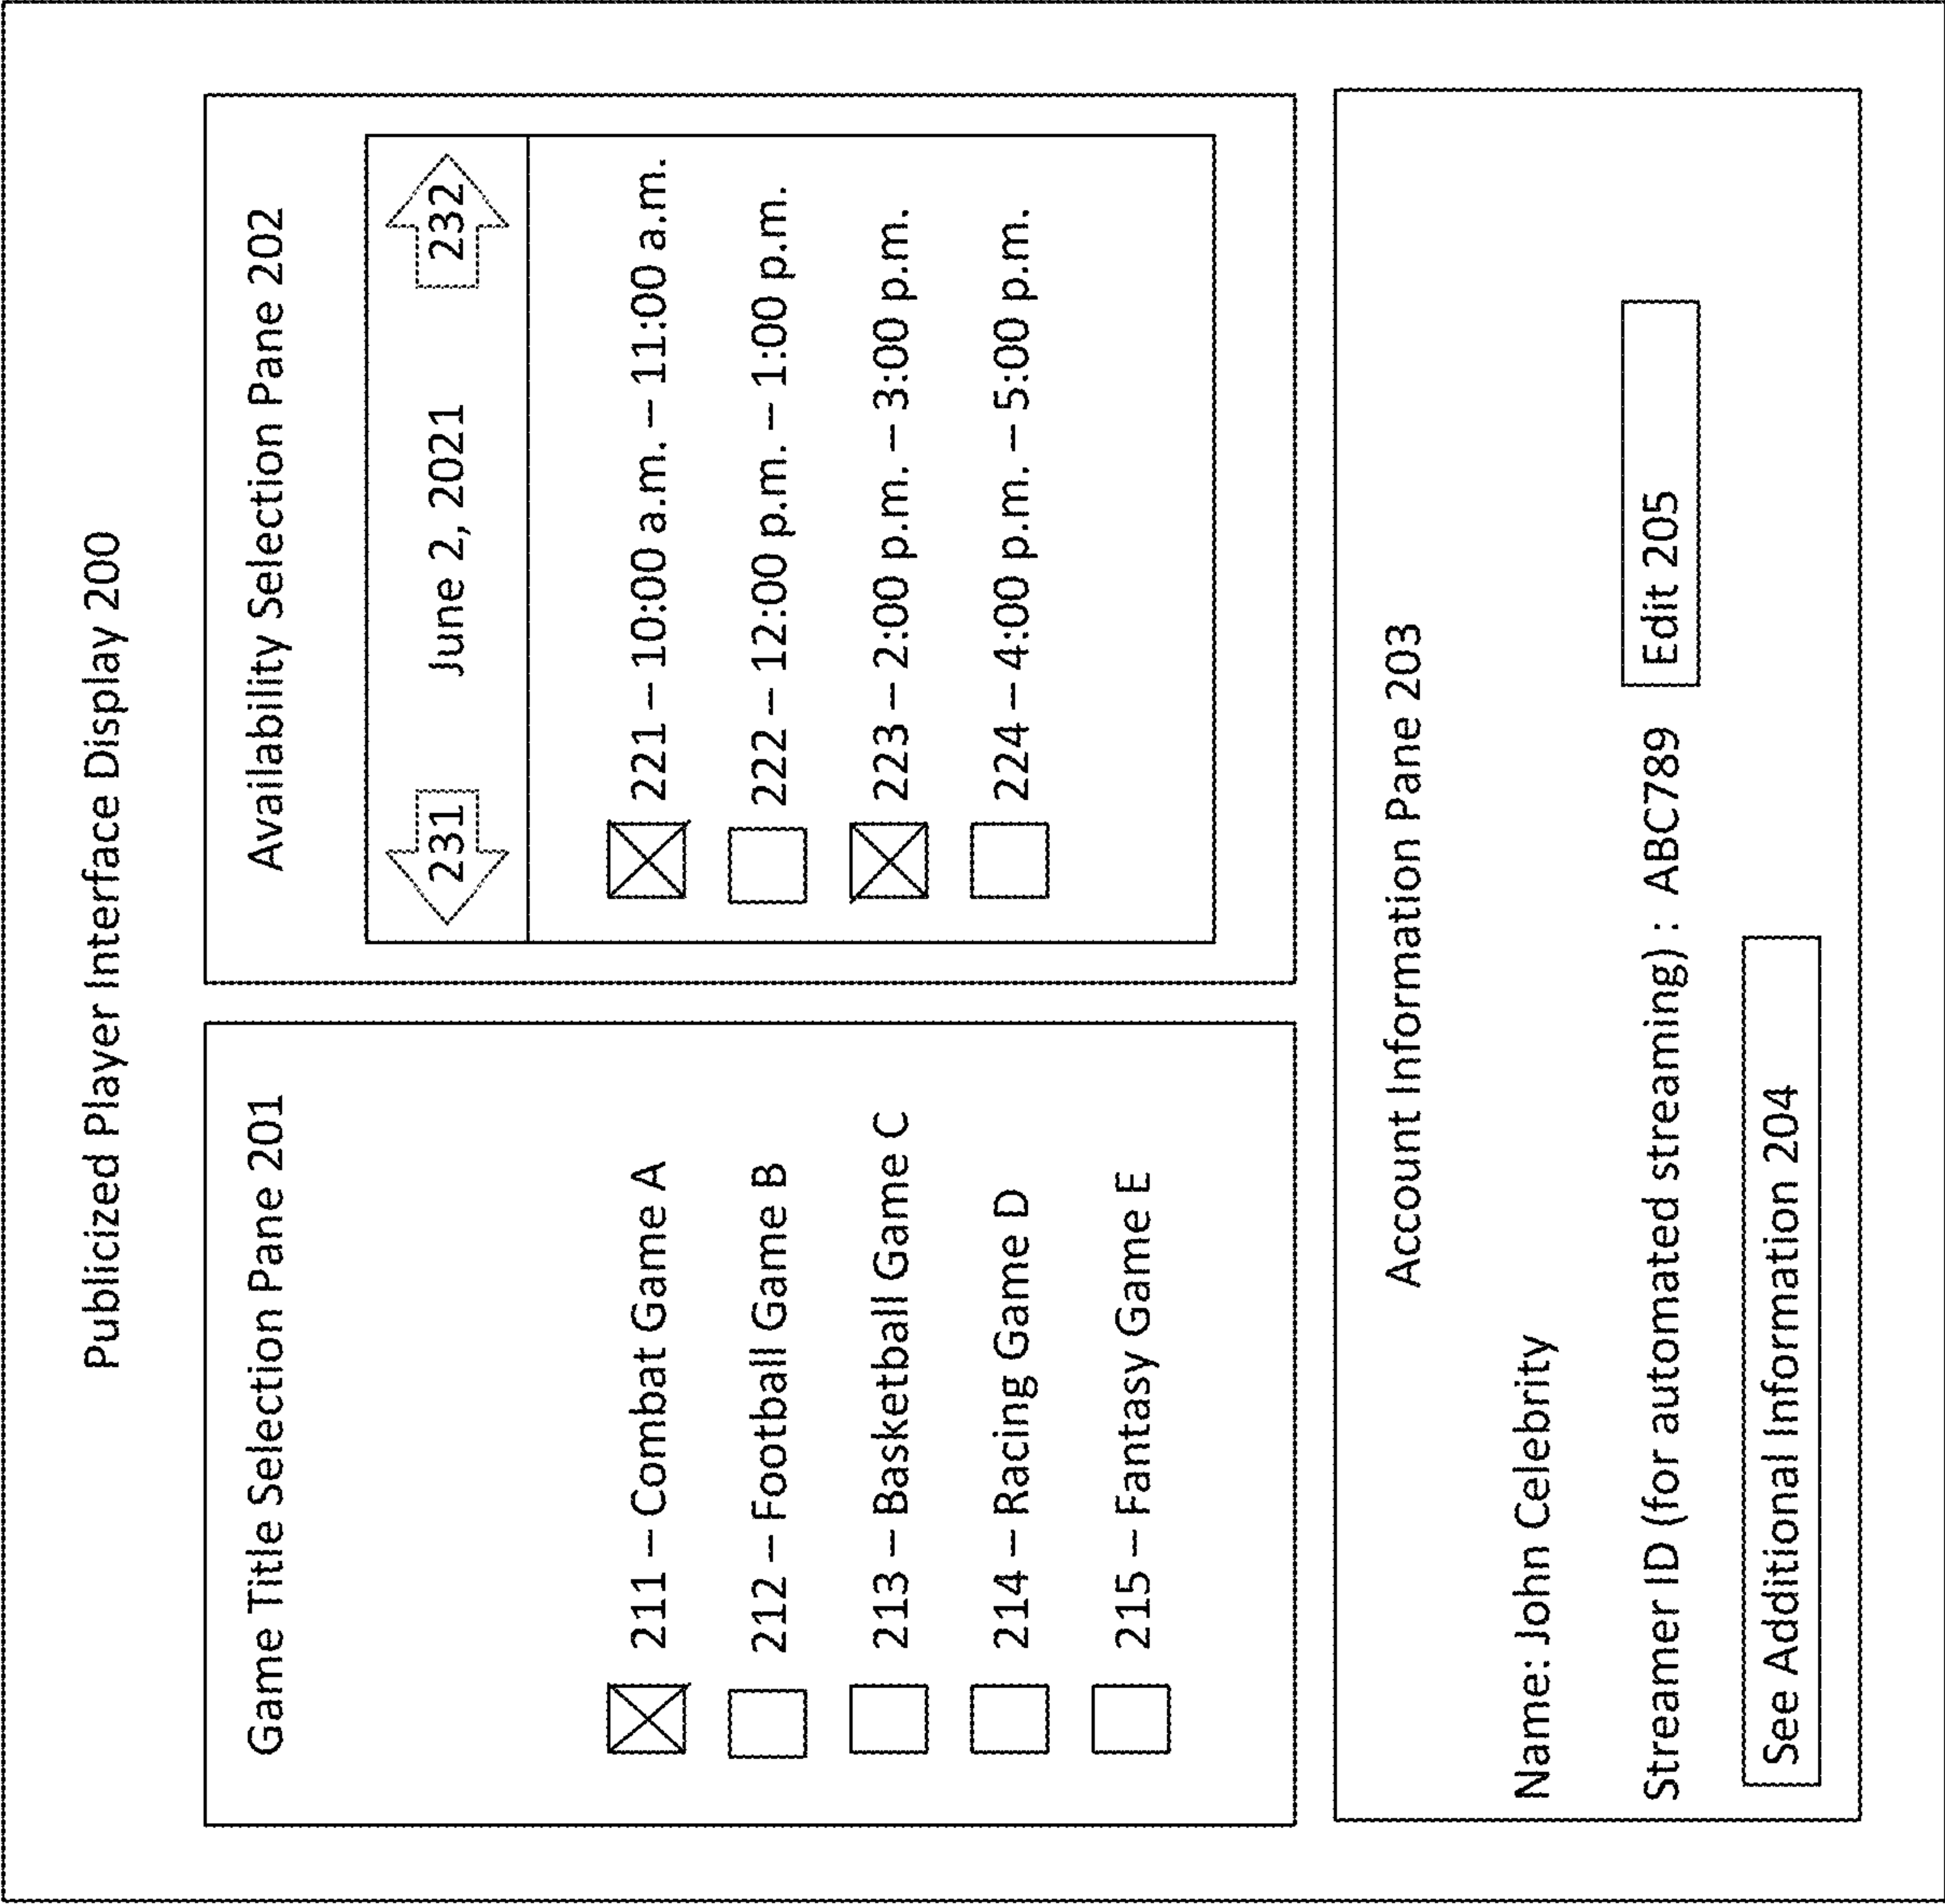 Publicized Player Interface Display 200
Game Title Selection Pane 201
211 – Combat Game A
212 – Football Game B
213 – Basketball Game C
214 – Racing Game D
215 – Fantasy Game E
Availability Selection Pane 202
231 June 2, 2021 232
221 – 10:00 a.m. – 11:00 a.m.
222 – 12:00 p.m. – 1:00 p.m.
223 – 2:00 p.m. – 3:00 p.m.
224 – 4:00 p.m. – 5:00 p.m.
Account Information Pane 203
Name: John Celebrity
Streamer ID (for automated streaming) : ABC789 Edit 205
See Additional Information 204